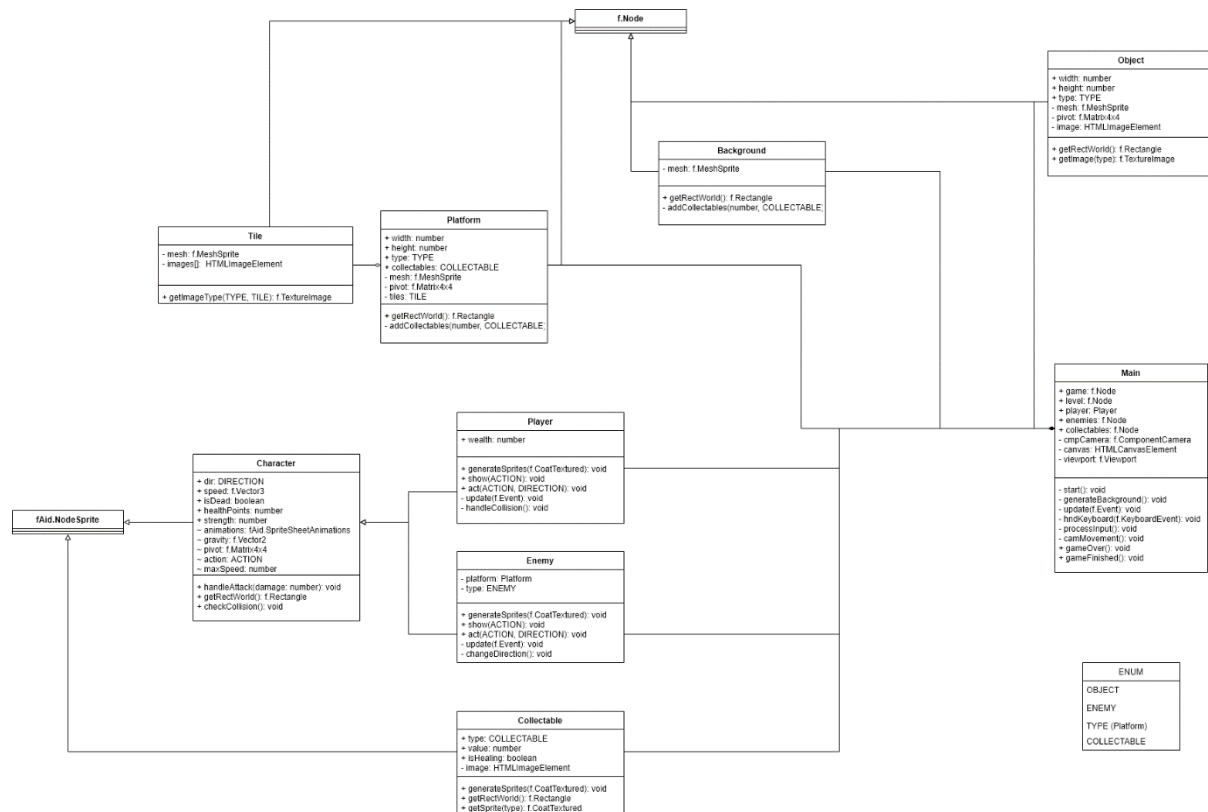 f.Node
Object
+ width: number
+ height: number
+ type: TYPE
- mesh: f.MeshSprite
- pivot: f.Matrix4x4
- image: HTMLImageElement
+ getRectWorld(): f.Rectangle
+ getImage(type): f.TextureImage
Background
- mesh: f.MeshSprite
+ getRectWorld(): f.Rectangle
- addCollectables(number, COLLECTABLE)
Tile
- mesh: f.MeshSprite
- images[]: HTMLImageElement
+ getImageType(TYPE, TILE): f.TextureImage
Platform
+ width: number
+ height: number
+ type: TYPE
+ collectables: COLLECTABLE
- mesh: f.MeshSprite
- pivot: f.Matrix4x4
- tiles: TILE
+ getRectWorld(): f.Rectangle
- addCollectables(number, COLLECTABLE)
Main
+ game: f.Node
+ level: f.Node
+ player: Player
+ enemies: f.Node
+ collectables: f.Node
- cmpCamera: f.ComponentCamera
- canvas: HTMLCanvasElement
- viewport: f.Viewport
- start(): void
- generateBackground(): void
- update(f.Event): void
- hndKeyboard(f.KeyboardEvent): void
- processInput(): void
- camMovement(): void
+ gameOver(): void
+ gameFinished(): void
Player
+ wealth: number
+ generateSprites(f.CoatTextured): void
+ show(ACTION): void
+ act(ACTION, DIRECTION): void
- update(f.Event): void
- handleCollision(): void
Character
+ dir: DIRECTION
+ speed: f.Vector3
+ isDead: boolean
+ healthPoints: number
+ strength: number
~ animations: fAid.SpriteSheetAnimations
~ gravity: f.Vector2
~ pivot: f.Matrix4x4
~ action: ACTION
~ maxSpeed: number
+ handleAttack(damage: number): void
+ getRectWorld(): f.Rectangle
+ checkCollision(): void
fAid.NodeSprite
Enemy
- platform: Platform
- type: ENEMY
+ generateSprites(f.CoatTextured): void
+ show(ACTION): void
+ act(ACTION, DIRECTION): void
- update(f.Event): void
- changeDirection(): void
ENUM
OBJECT
ENEMY
TYPE (Platform)
COLLECTABLE
Collectable
+ type: COLLECTABLE
+ value: number
+ isHealing: boolean
- image: HTMLImageElement
+ generateSprites(f.CoatTextured): void
+ getRectWorld(): f.Rectangle
+ getSprite(type): f.CoatTextured